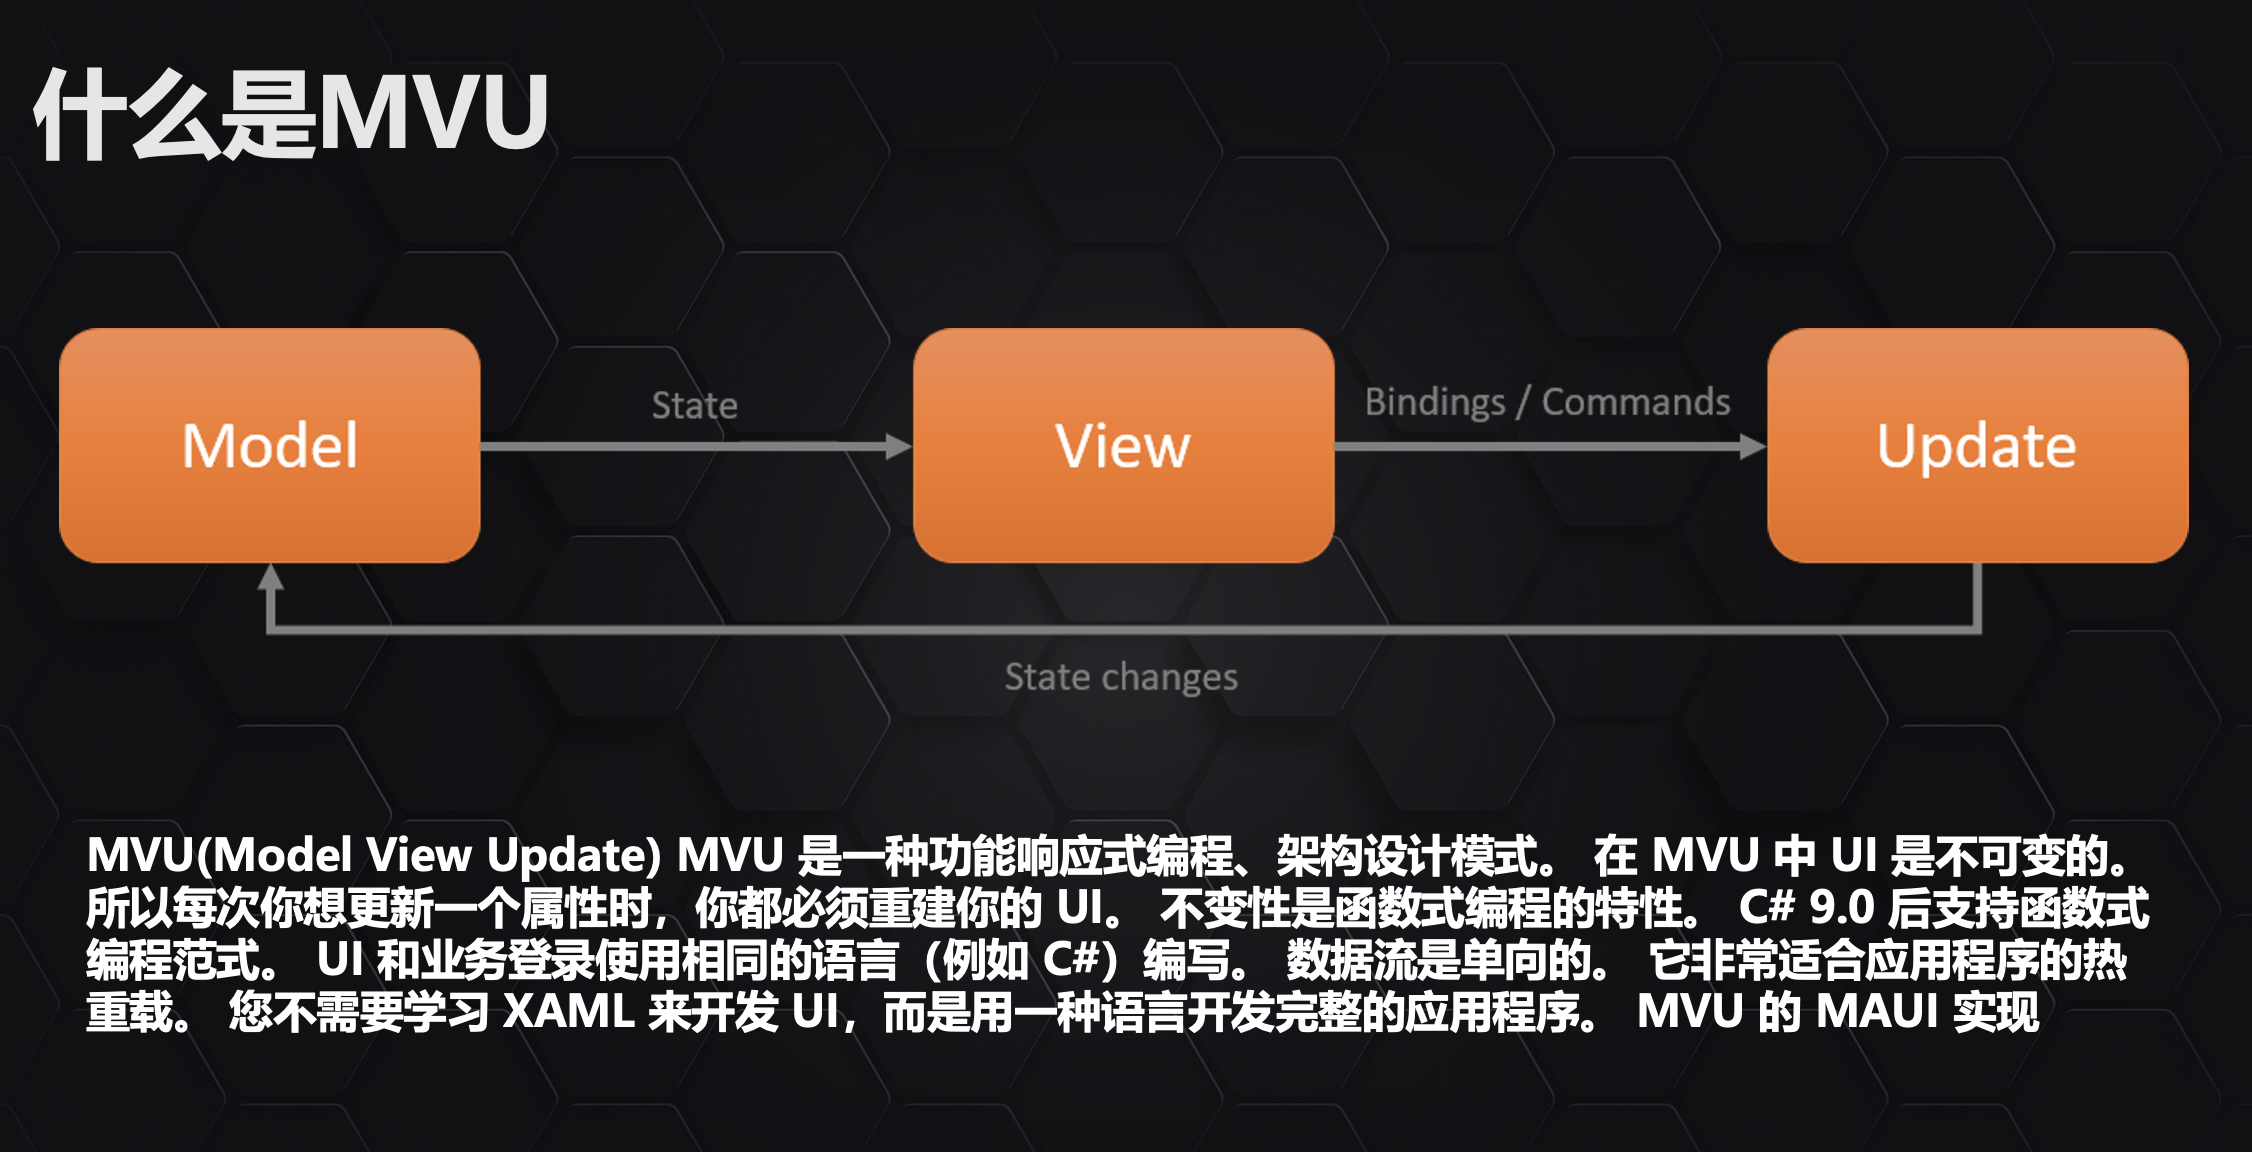 什么是MVU
State
Bindings / Commands
Model
View
Update
State changes
MVU(Model View Update) MVU 是一种功能响应式编程、架构设计模式。 在 MVU 中 UI 是不可变的。
所以每次你想更新一个属性时，你都必须重建你的 UI。 不变性是函数式编程的特性。 C# 9.0 后支持函数式
编程范式。 UI 和业务登录使用相同的语言（例如 C#）编写。 数据流是单向的。 它非常适合应用程序的热
重载。 您不需要学习 XAML 来开发 UI，而是用一种语言开发完整的应用程序。 MVU 的 MAUI 实现